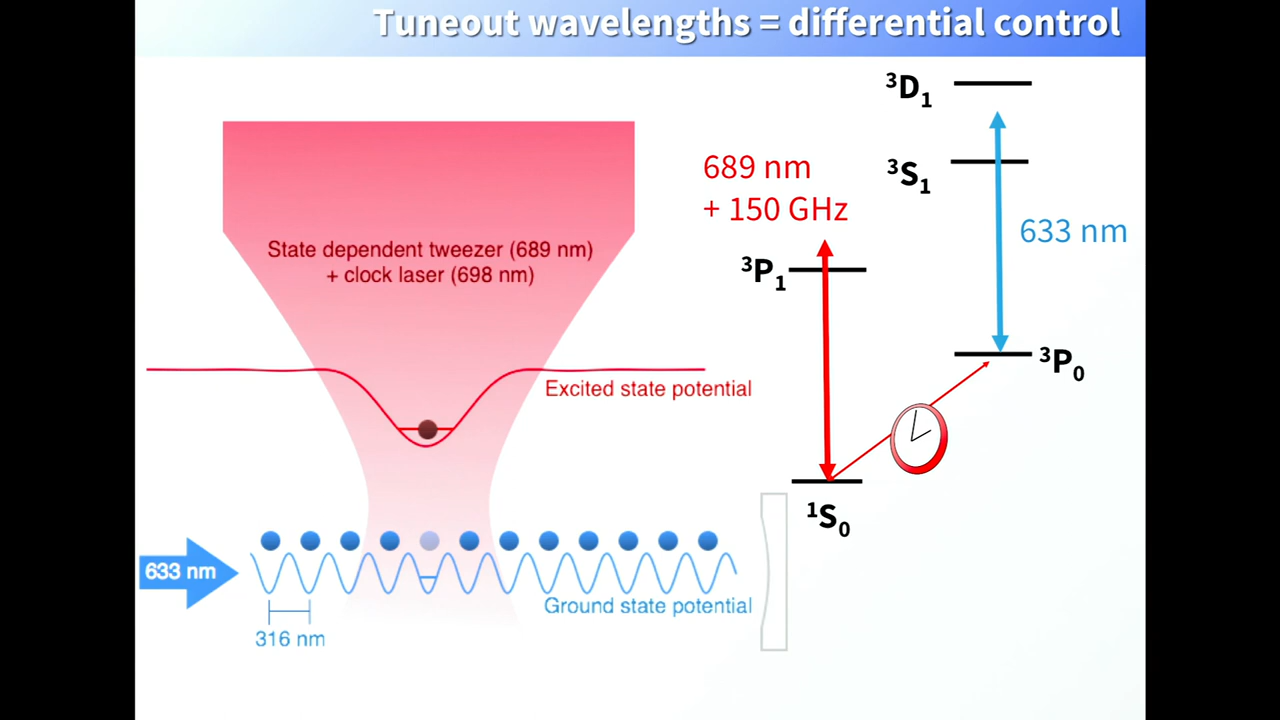 Tuneout wavelengths = differential control
State dependent tweezer (689 nm)
+ clock laser (698 nm)
Excited state potential
633 nm
Ground state potential
316 nm
689 nm
+ 150 GHz
³P₁
¹S₀
³D₁
³S₁
633 nm
³P₀